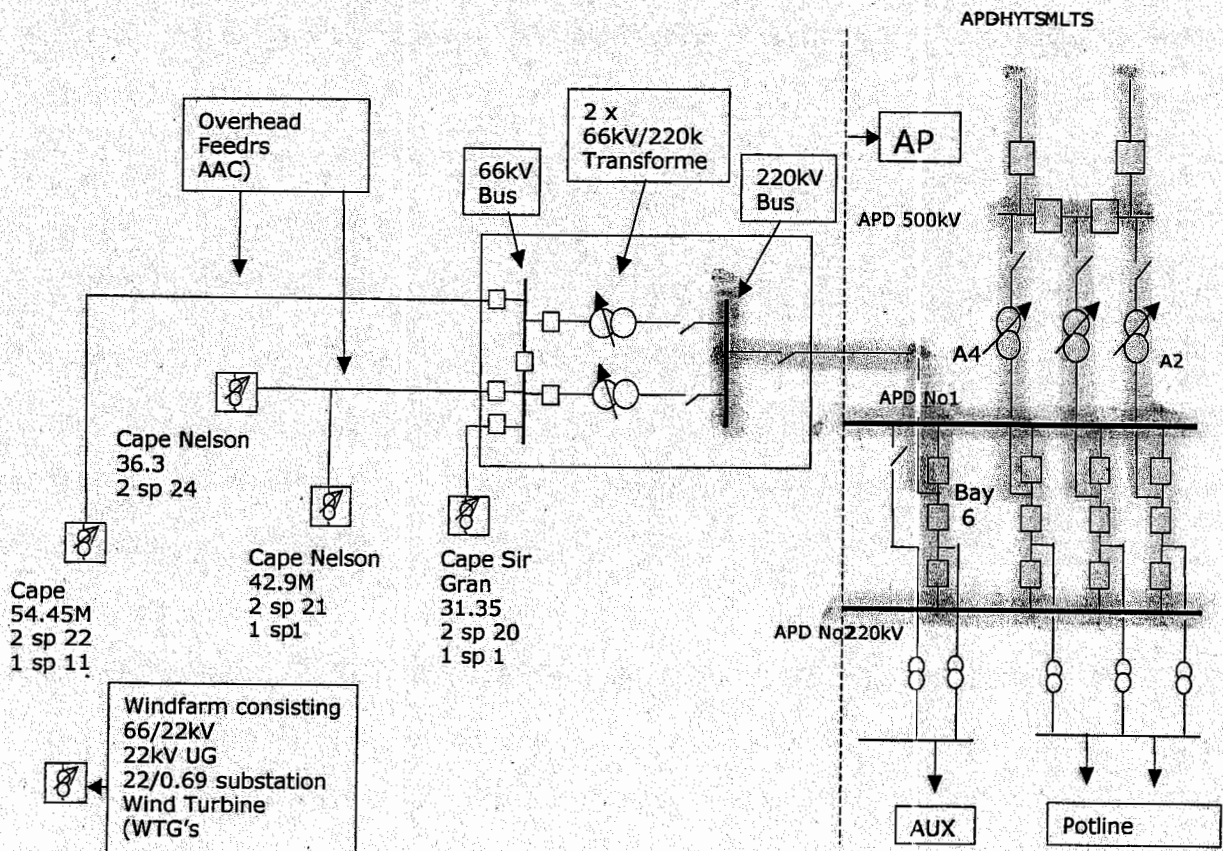 APDHYTSMLTS
Overhead
Feedrs
AAC)
2 x
66kV/220k
Transforme
66kV
Bus
220kV
Bus
AP
APD 500kV
A4
A2
APD No1
Cape Nelson
36.3
2 sp 24
Bay
6
Cape Nelson
42.9M
2 sp 21
1 sp1
Cape Sir
Gran
31.35
2 sp 20
1 sp 1
Cape
54.45M
2 sp 22
1 sp 11
APD No2 220kV
Windfarm consisting
66/22kV
22kV UG
22/0.69 substation
Wind Turbine
(WTG's
AUX
Potline